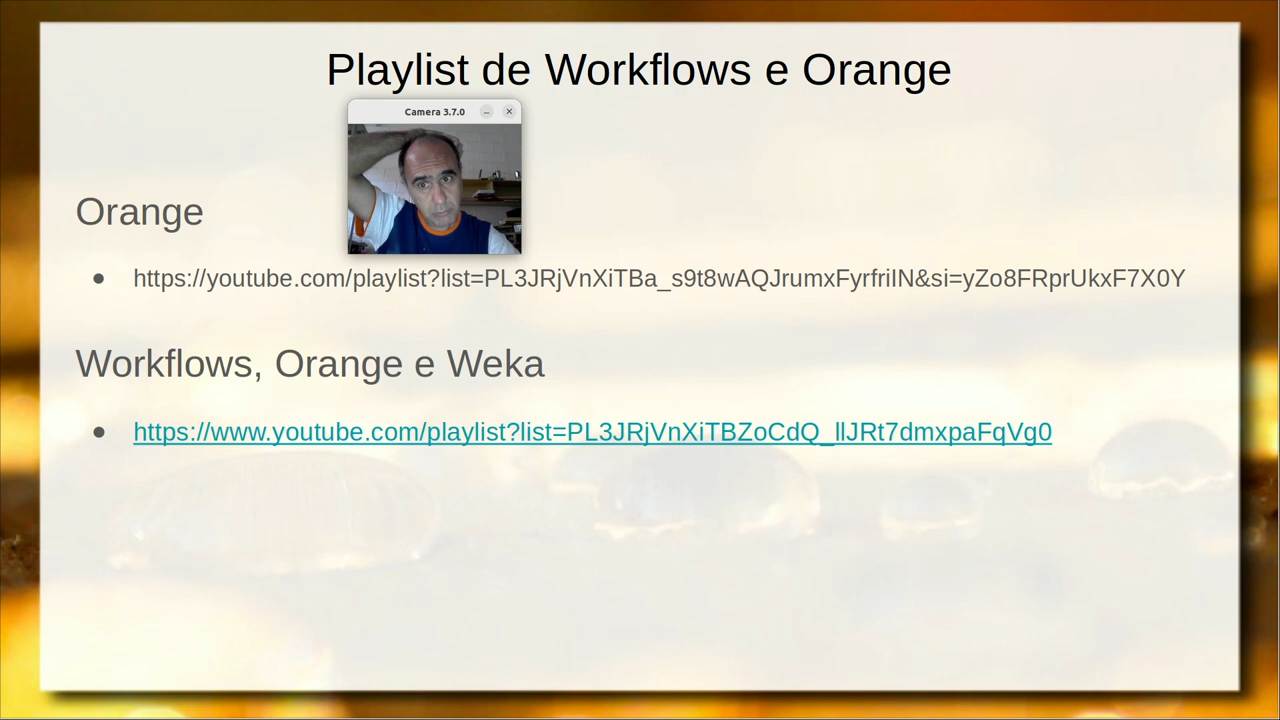 Playlist de Workflows e Orange
Camera 3.7.0
Orange
https://youtube.com/playlist?list=PL3JRjVnXiTBa_s9t8wAQJrumxFyrfriIN&si=yZo8FRprUkxF7X0Y
Workflows, Orange e Weka
https://www.youtube.com/playlist?list=PL3JRjVnXiTBZoCdQ_llJRt7dmxpaFqVg0